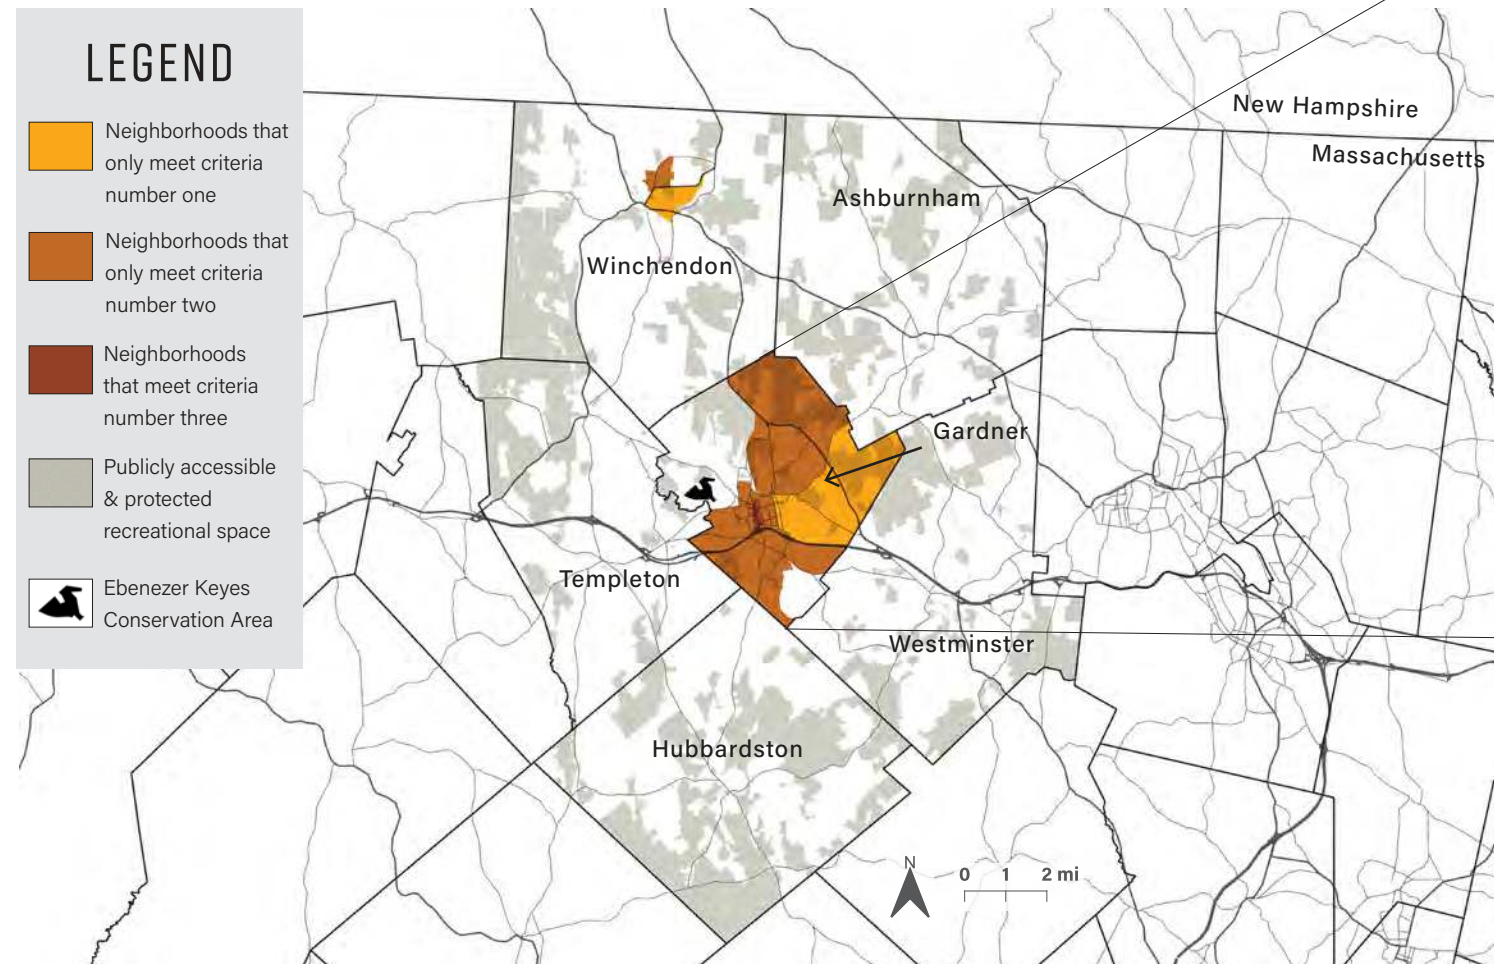 LEGEND
Neighborhoods that
only meet criteria
number one
Neighborhoods that
only meet criteria
number two
Neighborhoods
that meet criteria
number three
Publicly accessible
& protected
recreational space
Ebenezer Keyes
Conservation Area
New Hampshire
Massachusetts
Ashburnham
Winchendon
Gardner
Templeton
Westminster
Hubbardston
N
0 1 2 mi